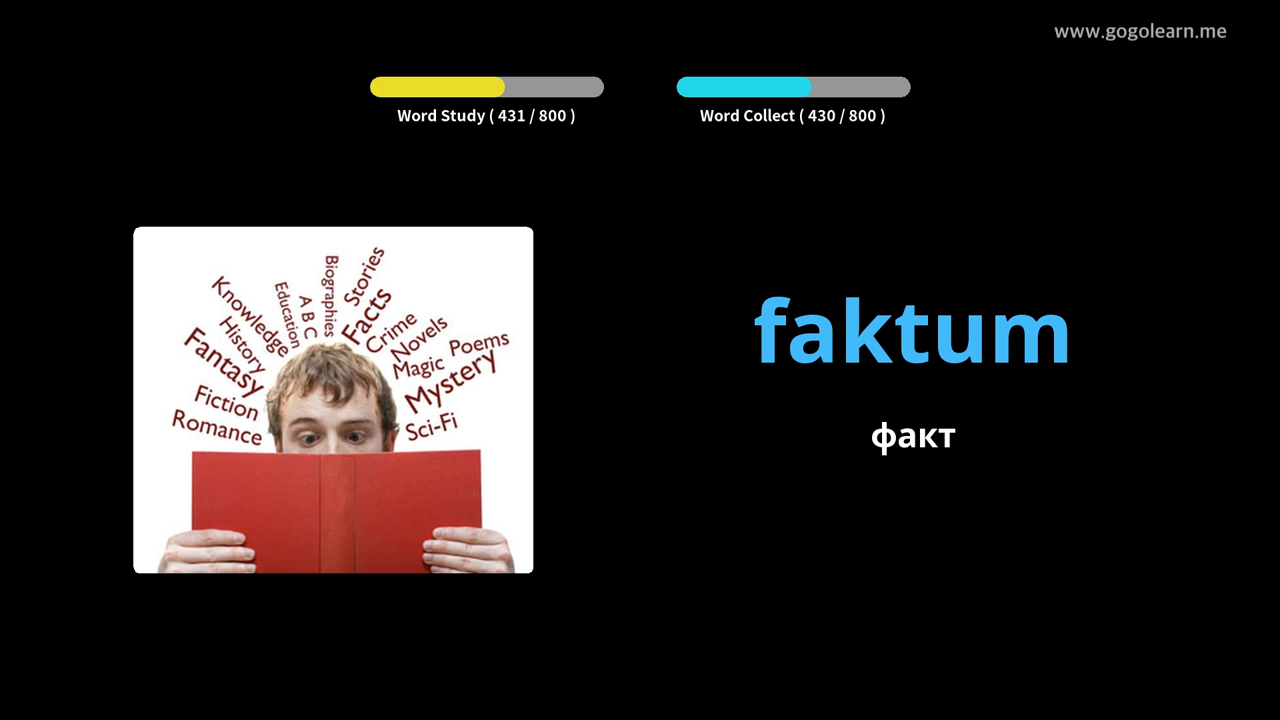 www.gogolearn.me
Word Study ( 431 / 800 )
Word Collect ( 430 / 800 )
Knowledge
Education
A B C
Biographies
Stories
Facts
History
Crime
Novels
Poems
Fantasy
Magic
Mystery
Fiction
Romance
Sci-Fi
faktum
факт